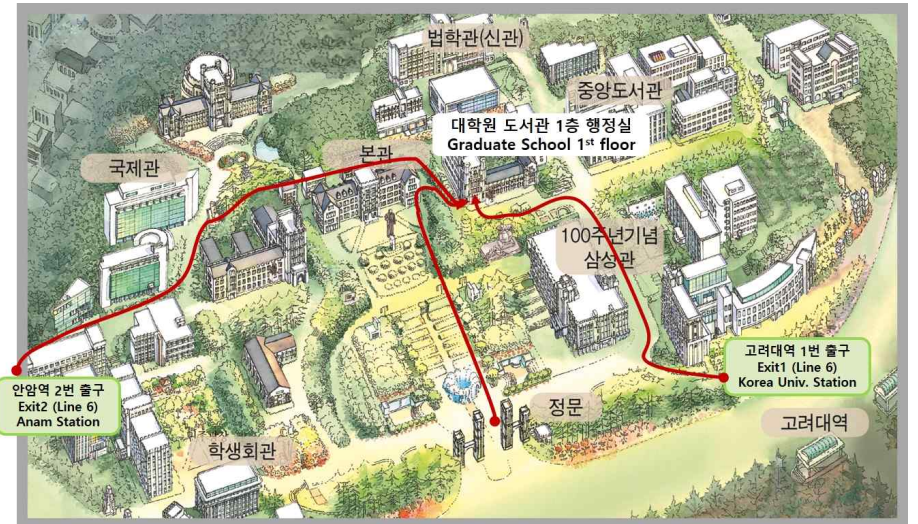 법학관(신관)
중앙도서관
대학원 도서관 1층 행정실
Graduate School 1st floor
본관
국제관
100주년기념
삼성관
고려대역 1번 출구
Exit1 (Line 6)
Korea Univ. Station
안암역 2번 출구
Exit2 (Line 6)
Anam Station
정문
고려대역
학생회관